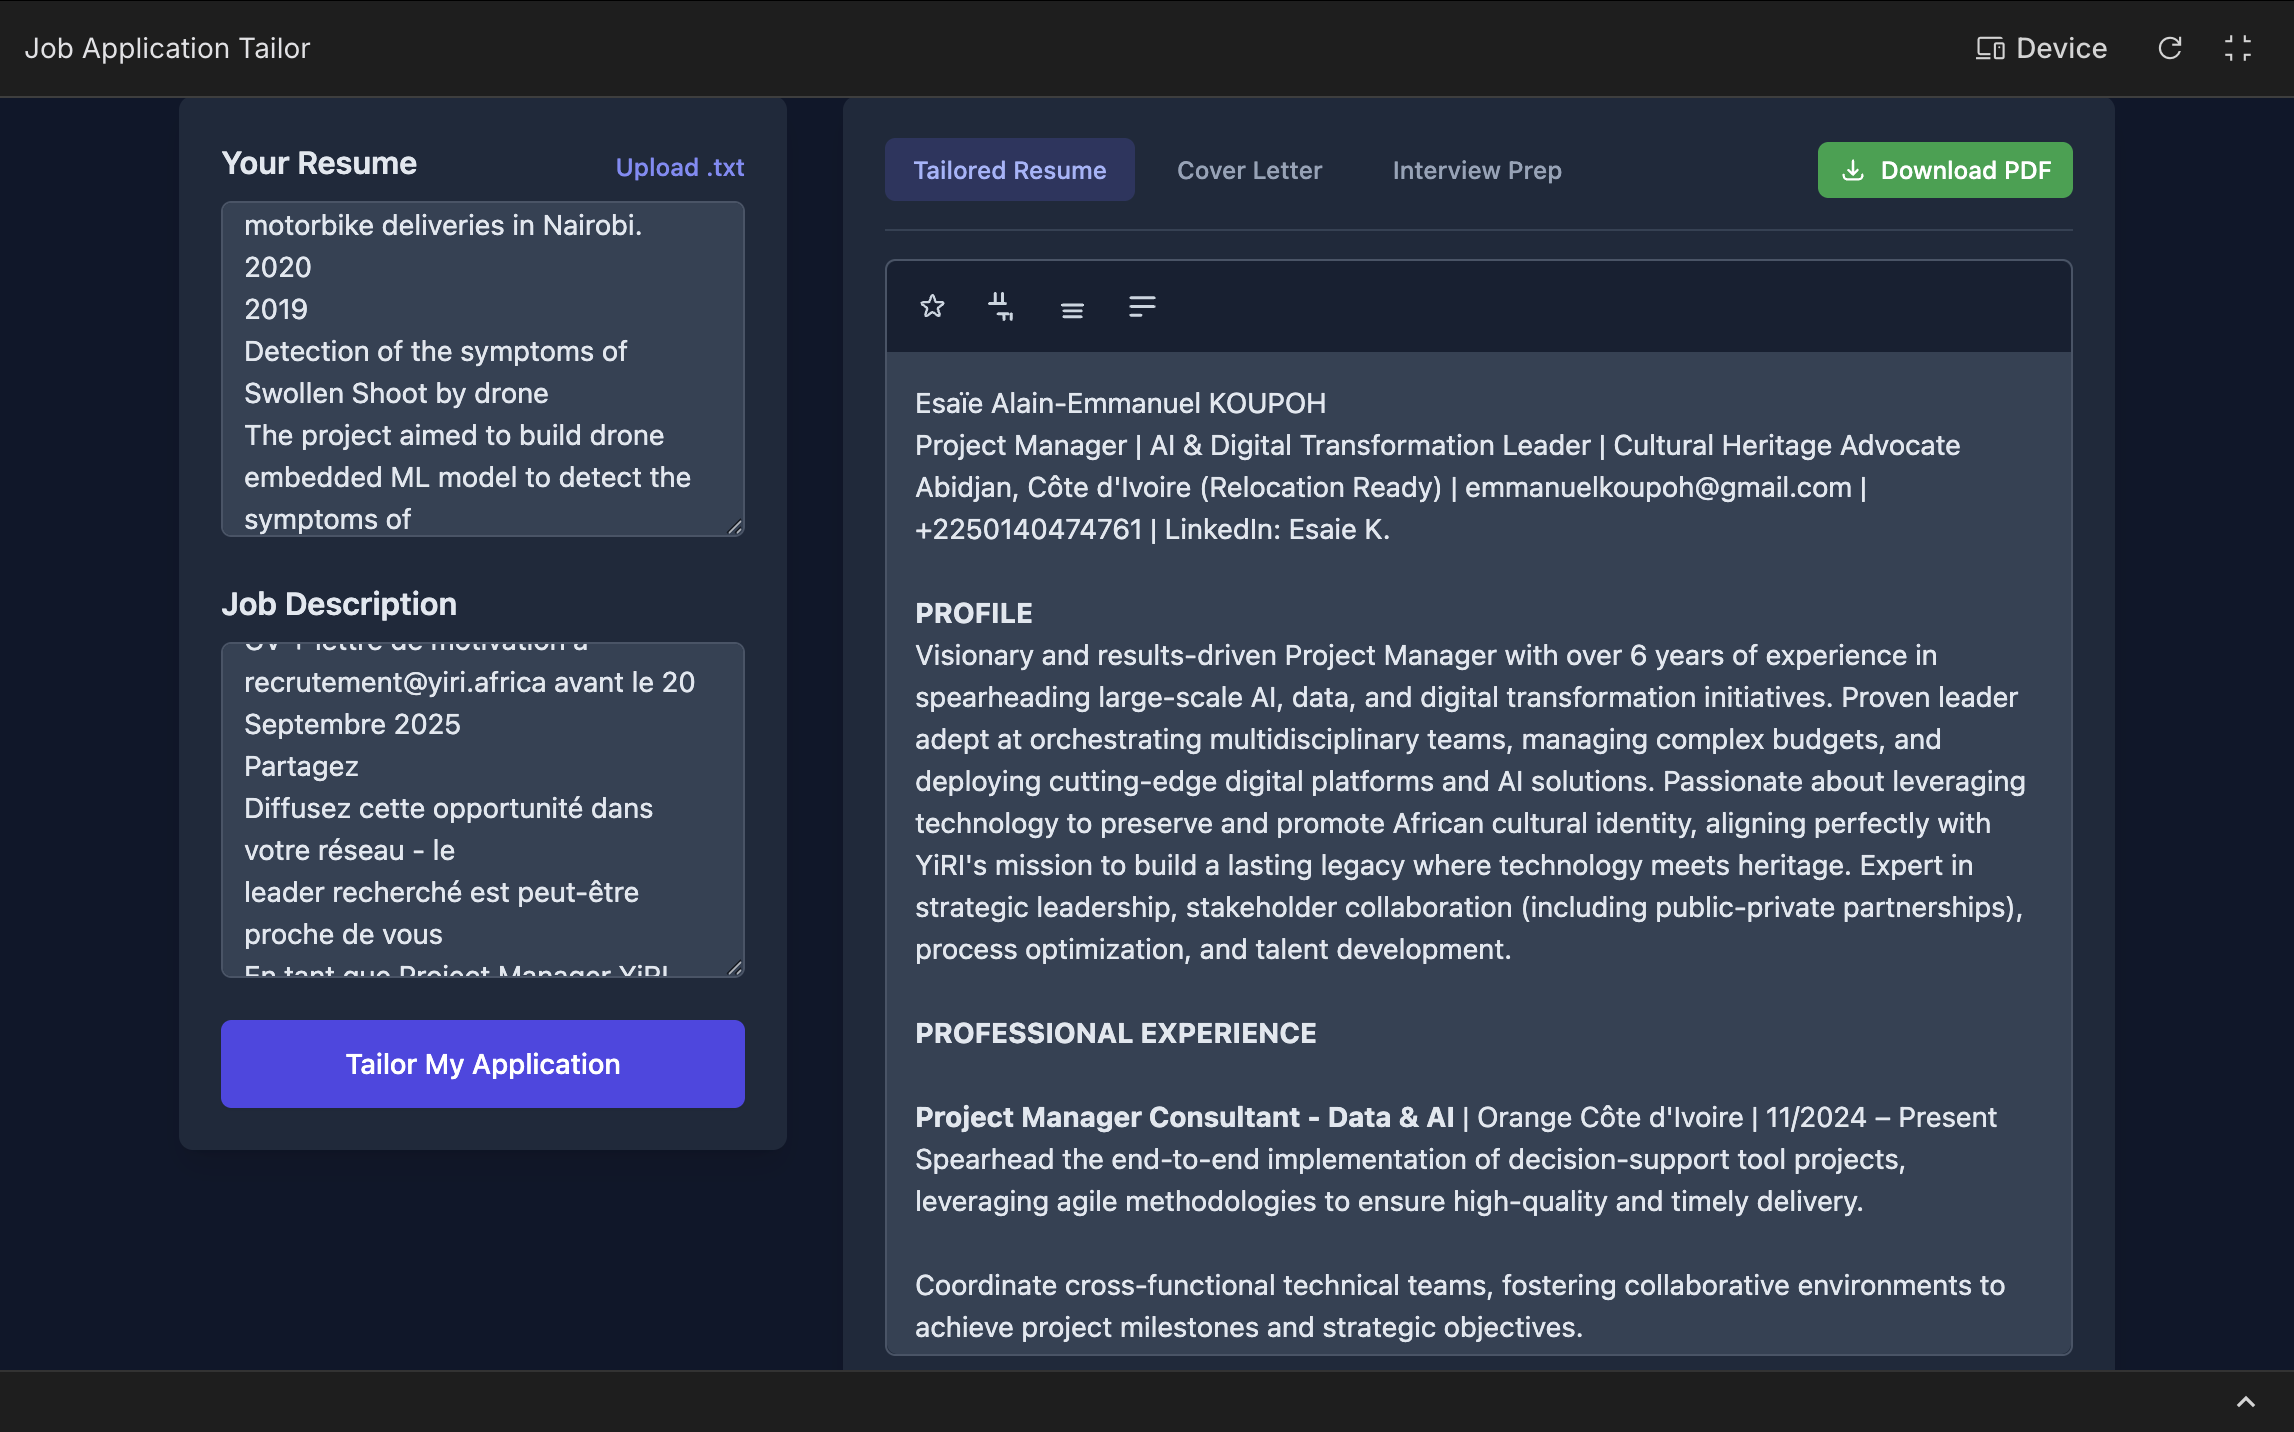 Job Application Tailor
Device
Your Resume
Upload .txt
motorbike deliveries in Nairobi.
2020
2019
Detection of the symptoms of
Swollen Shoot by drone
The project aimed to build drone
embedded ML model to detect the
symptoms of
Job Description
CV + lettre de motivation à
recrutement@yiri.africa avant le 20
Septembre 2025
Partagez
Diffusez cette opportunité dans
votre réseau - le
leader recherché est peut-être
proche de vous
En tant que Project Manager YiRI
Tailor My Application
Tailored Resume
Cover Letter
Interview Prep
Download PDF
Esaïe Alain-Emmanuel KOUPOH
Project Manager | AI & Digital Transformation Leader | Cultural Heritage Advocate
Abidjan, Côte d'Ivoire (Relocation Ready) | emmanuelkoupoh@gmail.com |
+2250140474761 | LinkedIn: Esaie K.
PROFILE
Visionary and results-driven Project Manager with over 6 years of experience in
spearheading large-scale AI, data, and digital transformation initiatives. Proven leader
adept at orchestrating multidisciplinary teams, managing complex budgets, and
deploying cutting-edge digital platforms and AI solutions. Passionate about leveraging
technology to preserve and promote African cultural identity, aligning perfectly with
YiRI's mission to build a lasting legacy where technology meets heritage. Expert in
strategic leadership, stakeholder collaboration (including public-private partnerships),
process optimization, and talent development.
PROFESSIONAL EXPERIENCE
Project Manager Consultant - Data & AI | Orange Côte d'Ivoire | 11/2024 – Present
Spearhead the end-to-end implementation of decision-support tool projects,
leveraging agile methodologies to ensure high-quality and timely delivery.
Coordinate cross-functional technical teams, fostering collaborative environments to
achieve project milestones and strategic objectives.